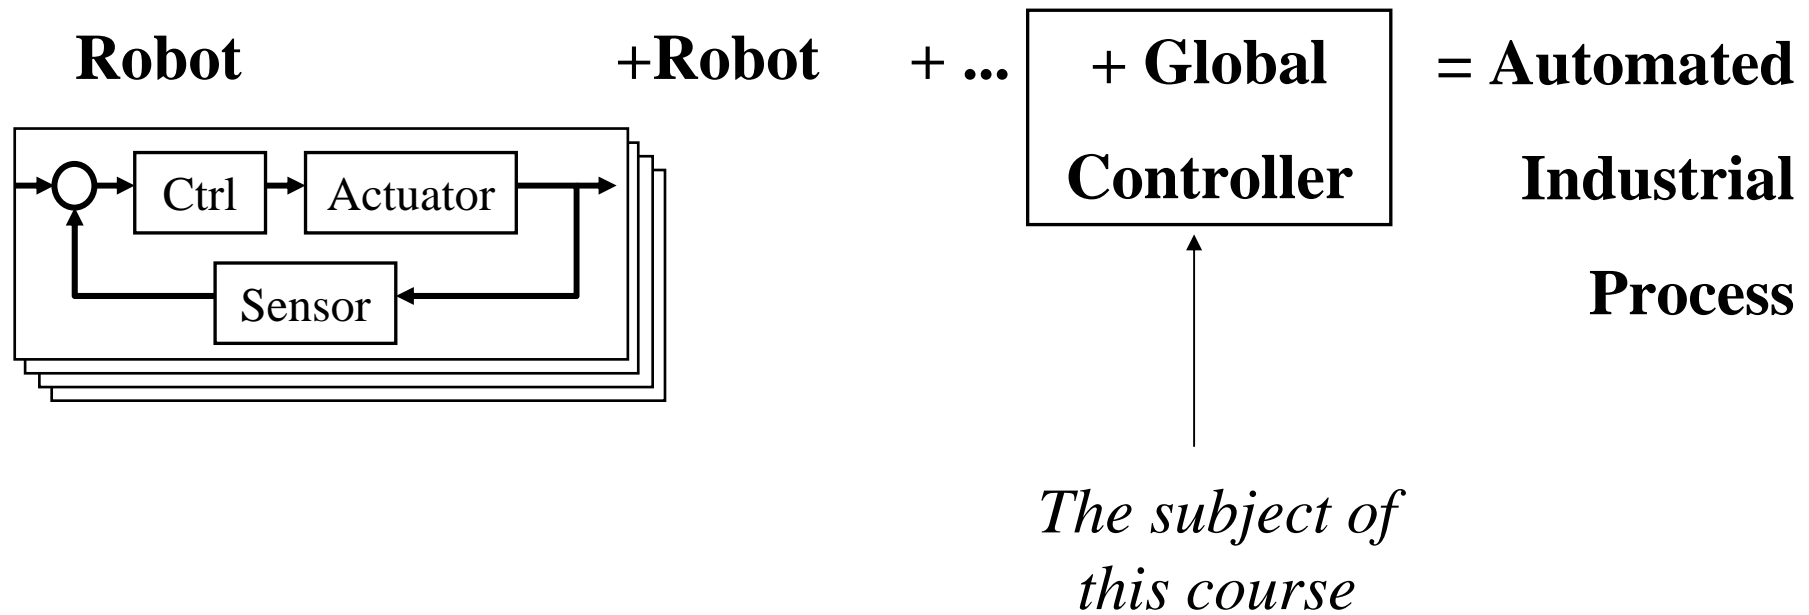 Robot +Robot + ... + Global = Automated
Controller Industrial
Process
Ctrl Actuator
Sensor
The subject of
this course